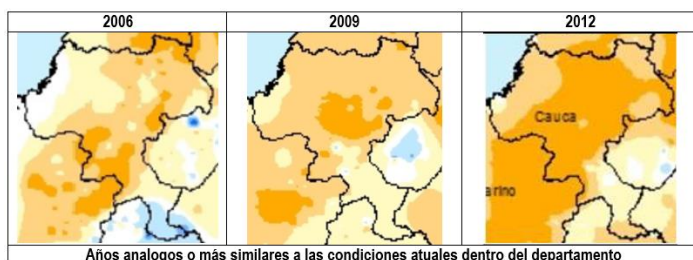 2006 2009 2012
Cauca
arino
Años analogos o más similares a las condiciones atuales dentro del departamento